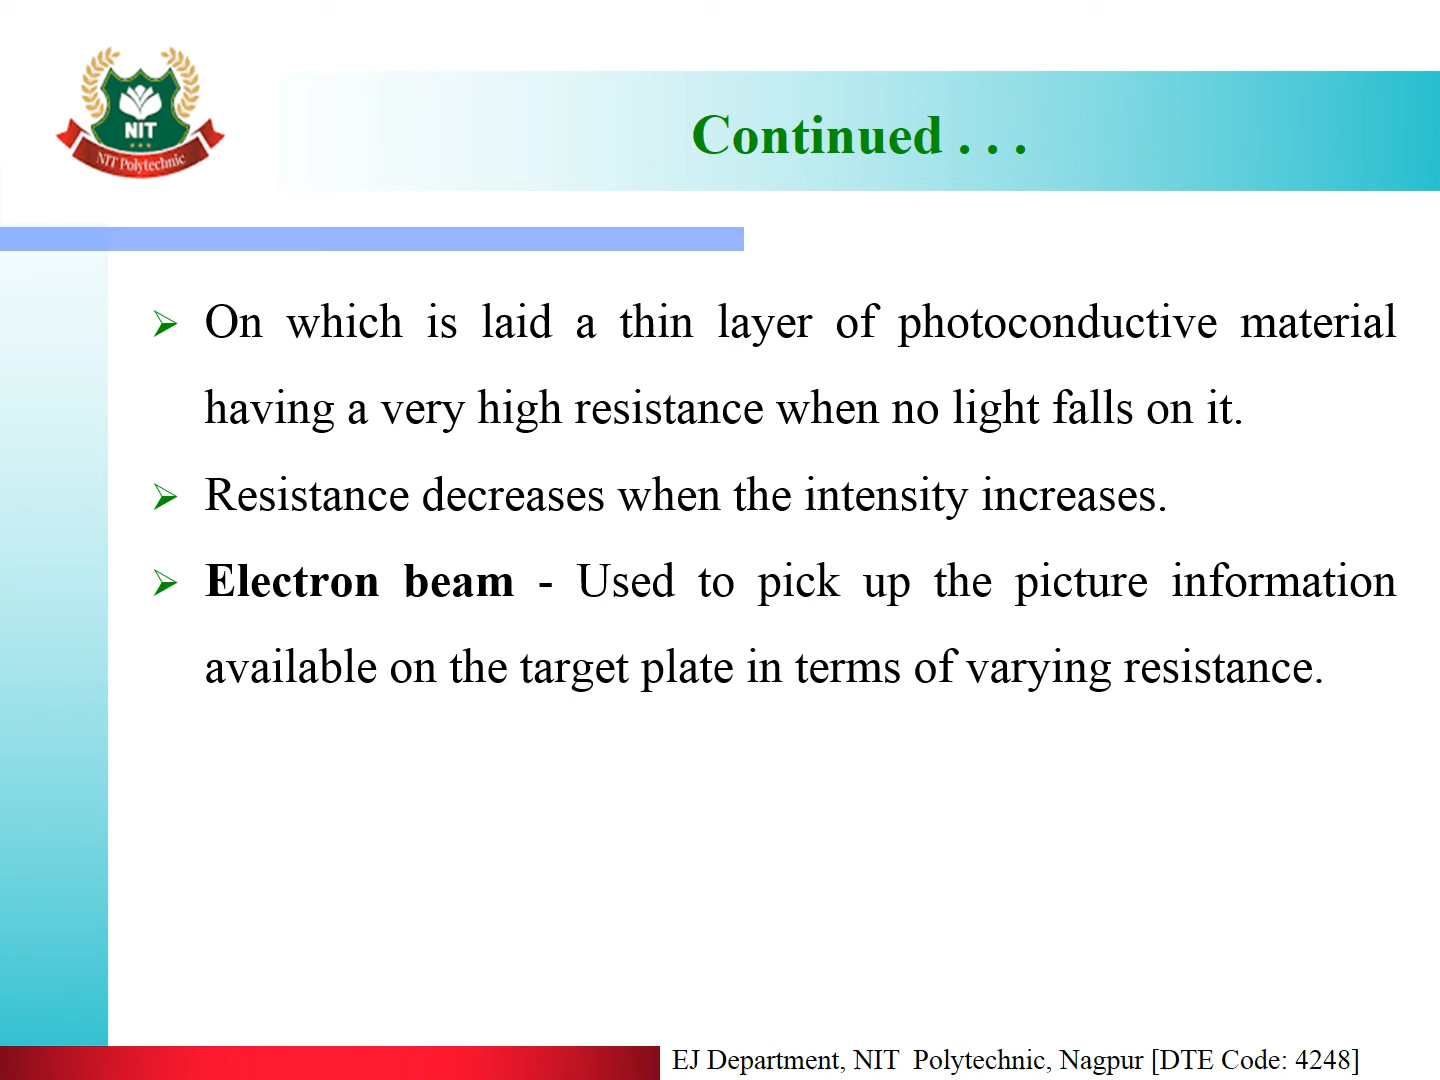 NIT
NIT Polytechnic
Continued . . .
On which is laid a thin layer of photoconductive material
having a very high resistance when no light falls on it.
Resistance decreases when the intensity increases.
Electron beam - Used to pick up the picture information
available on the target plate in terms of varying resistance.
EJ Department, NIT Polytechnic, Nagpur [DTE Code: 4248]